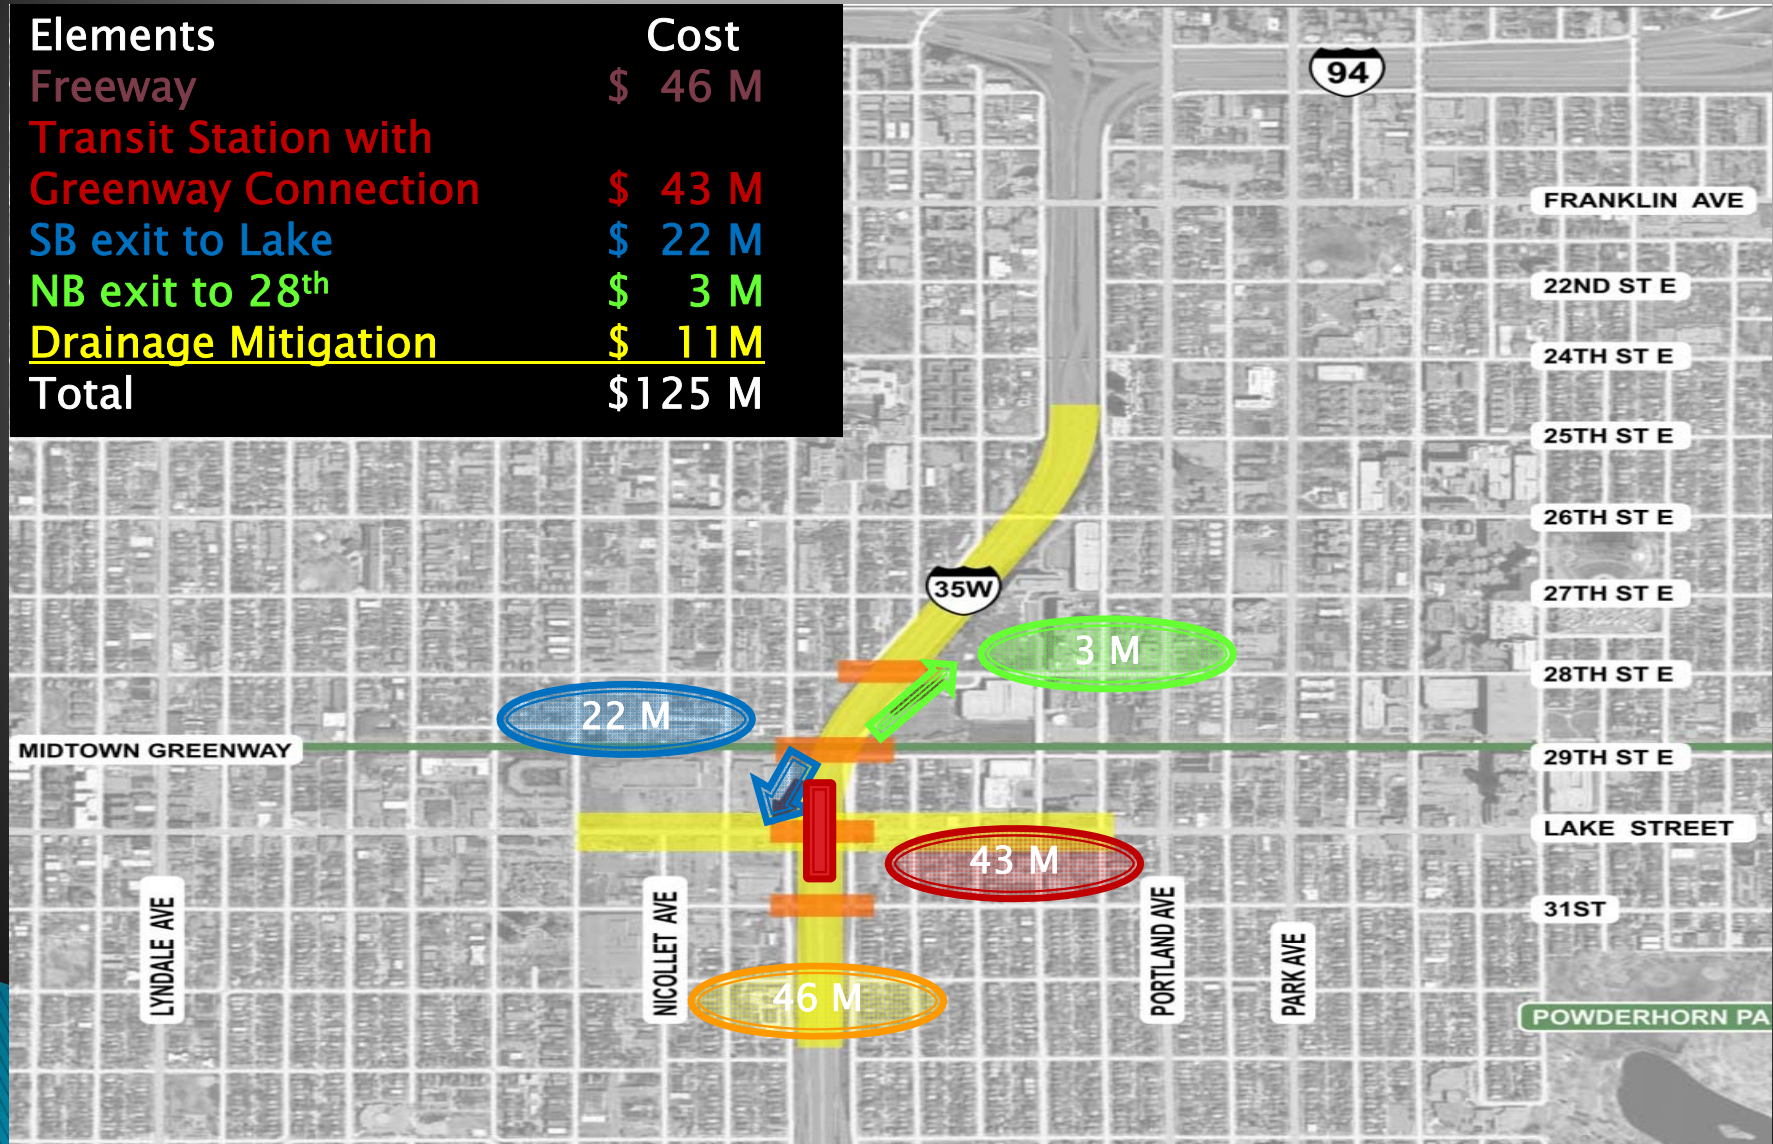 Elements Cost
Freeway $ 46 M
Transit Station with
Greenway Connection $ 43 M
SB exit to Lake $ 22 M
NB exit to 28th $ 3 M
Drainage Mitigation $ 11M
Total $125 M
94
FRANKLIN AVE
22ND ST E
24TH ST E
25TH ST E
26TH ST E
35W
27TH ST E
3 M
28TH ST E
22 M
MIDTOWN GREENWAY
29TH ST E
LAKE STREET
43 M
31ST
LYNDALE AVE
NICOLLET AVE
PORTLAND AVE
PARK AVE
46 M
POWDERHORN PA